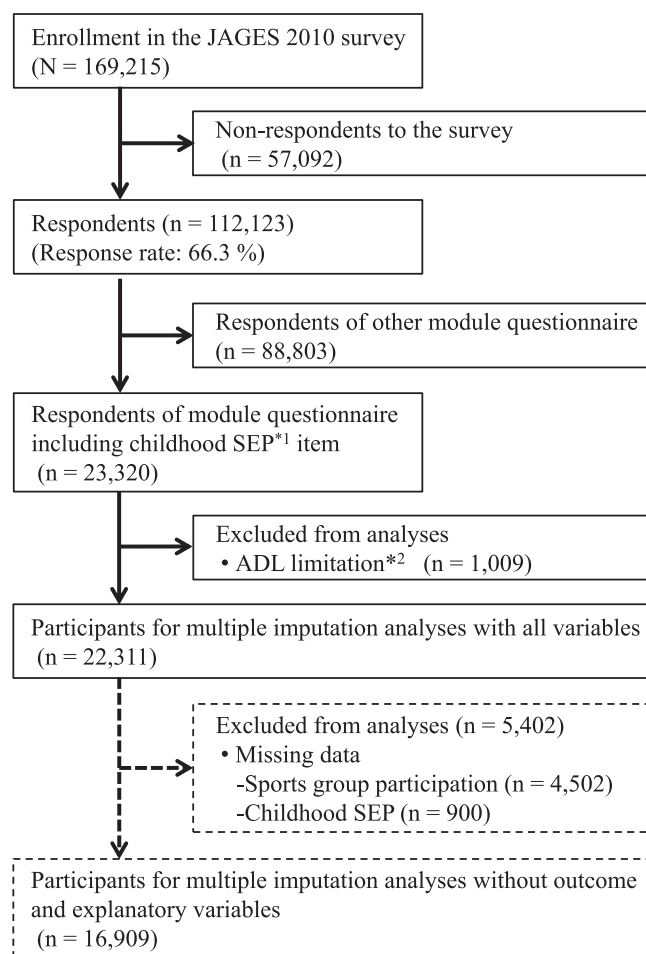 Enrollment in the JAGES 2010 survey
(N = 169,215)
Non-respondents to the survey
(n = 57,092)
Respondents (n = 112,123)
(Response rate: 66.3 %)
Respondents of other module questionnaire
(n = 88,803)
Respondents of module questionnaire
including childhood SEP*1 item
(n = 23,320)
Excluded from analyses
• ADL limitation*2 (n = 1,009)
Participants for multiple imputation analyses with all variables
(n = 22,311)
Excluded from analyses (n = 5,402)
• Missing data
-Sports group participation (n = 4,502)
-Childhood SEP (n = 900)
Participants for multiple imputation analyses without outcome
and explanatory variables
(n = 16,909)